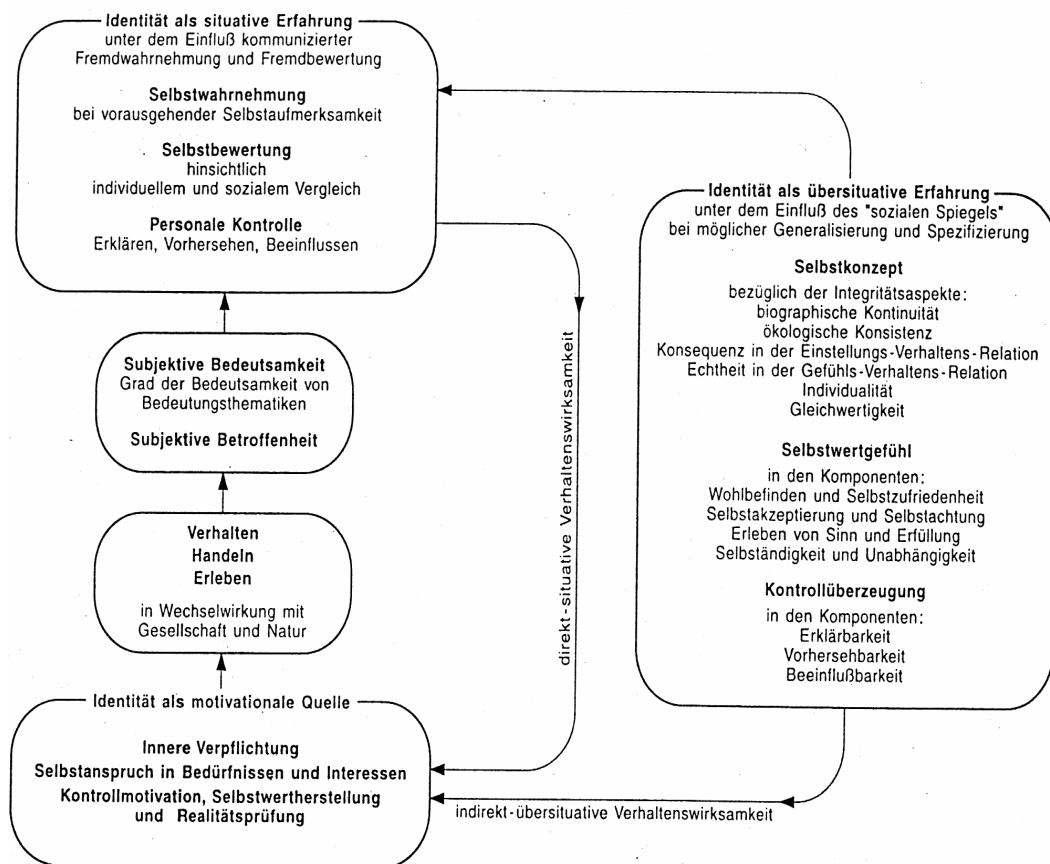 Identität als situative Erfahrung
unter dem Einfluß kommunizierter
Fremdwahrnehmung und Fremdbewertung
Selbstwahrnehmung
bei vorausgehender Selbstaufmerksamkeit
Selbstbewertung
hinsichtlich
individuellem und sozialem Vergleich
Personale Kontrolle
Erklären, Vorhersehen, Beeinflussen
Subjektive Bedeutsamkeit
Grad der Bedeutsamkeit von
Bedeutungsthematiken
Subjektive Betroffenheit
Verhalten
Handeln
Erleben
in Wechselwirkung mit
Gesellschaft und Natur
Identität als motivationale Quelle
Innere Verpflichtung
Selbstanspruch in Bedürfnissen und Interessen
Kontrollmotivation, Selbstwertherstellung
und Realitätsprüfung
direkt-situative Verhaltenswirksamkeit
Identität als übersituative Erfahrung
unter dem Einfluß des "sozialen Spiegels"
bei möglicher Generalisierung und Spezifizierung
Selbstkonzept
bezüglich der Integritätsaspekte:
biographische Kontinuität
ökologische Konsistenz
Konsequenz in der Einstellungs-Verhaltens-Relation
Echtheit in der Gefühls-Verhaltens-Relation
Individualität
Gleichwertigkeit
Selbstwertgefühl
in den Komponenten:
Wohlbefinden und Selbstzufriedenheit
Selbstakzeptierung und Selbstachtung
Erleben von Sinn und Erfüllung
Selbständigkeit und Unabhängigkeit
Kontrollüberzeugung
in den Komponenten:
Erklärbarkeit
Vorhersehbarkeit
Beeinflußbarkeit
indirekt-übersituative Verhaltenswirksamkeit